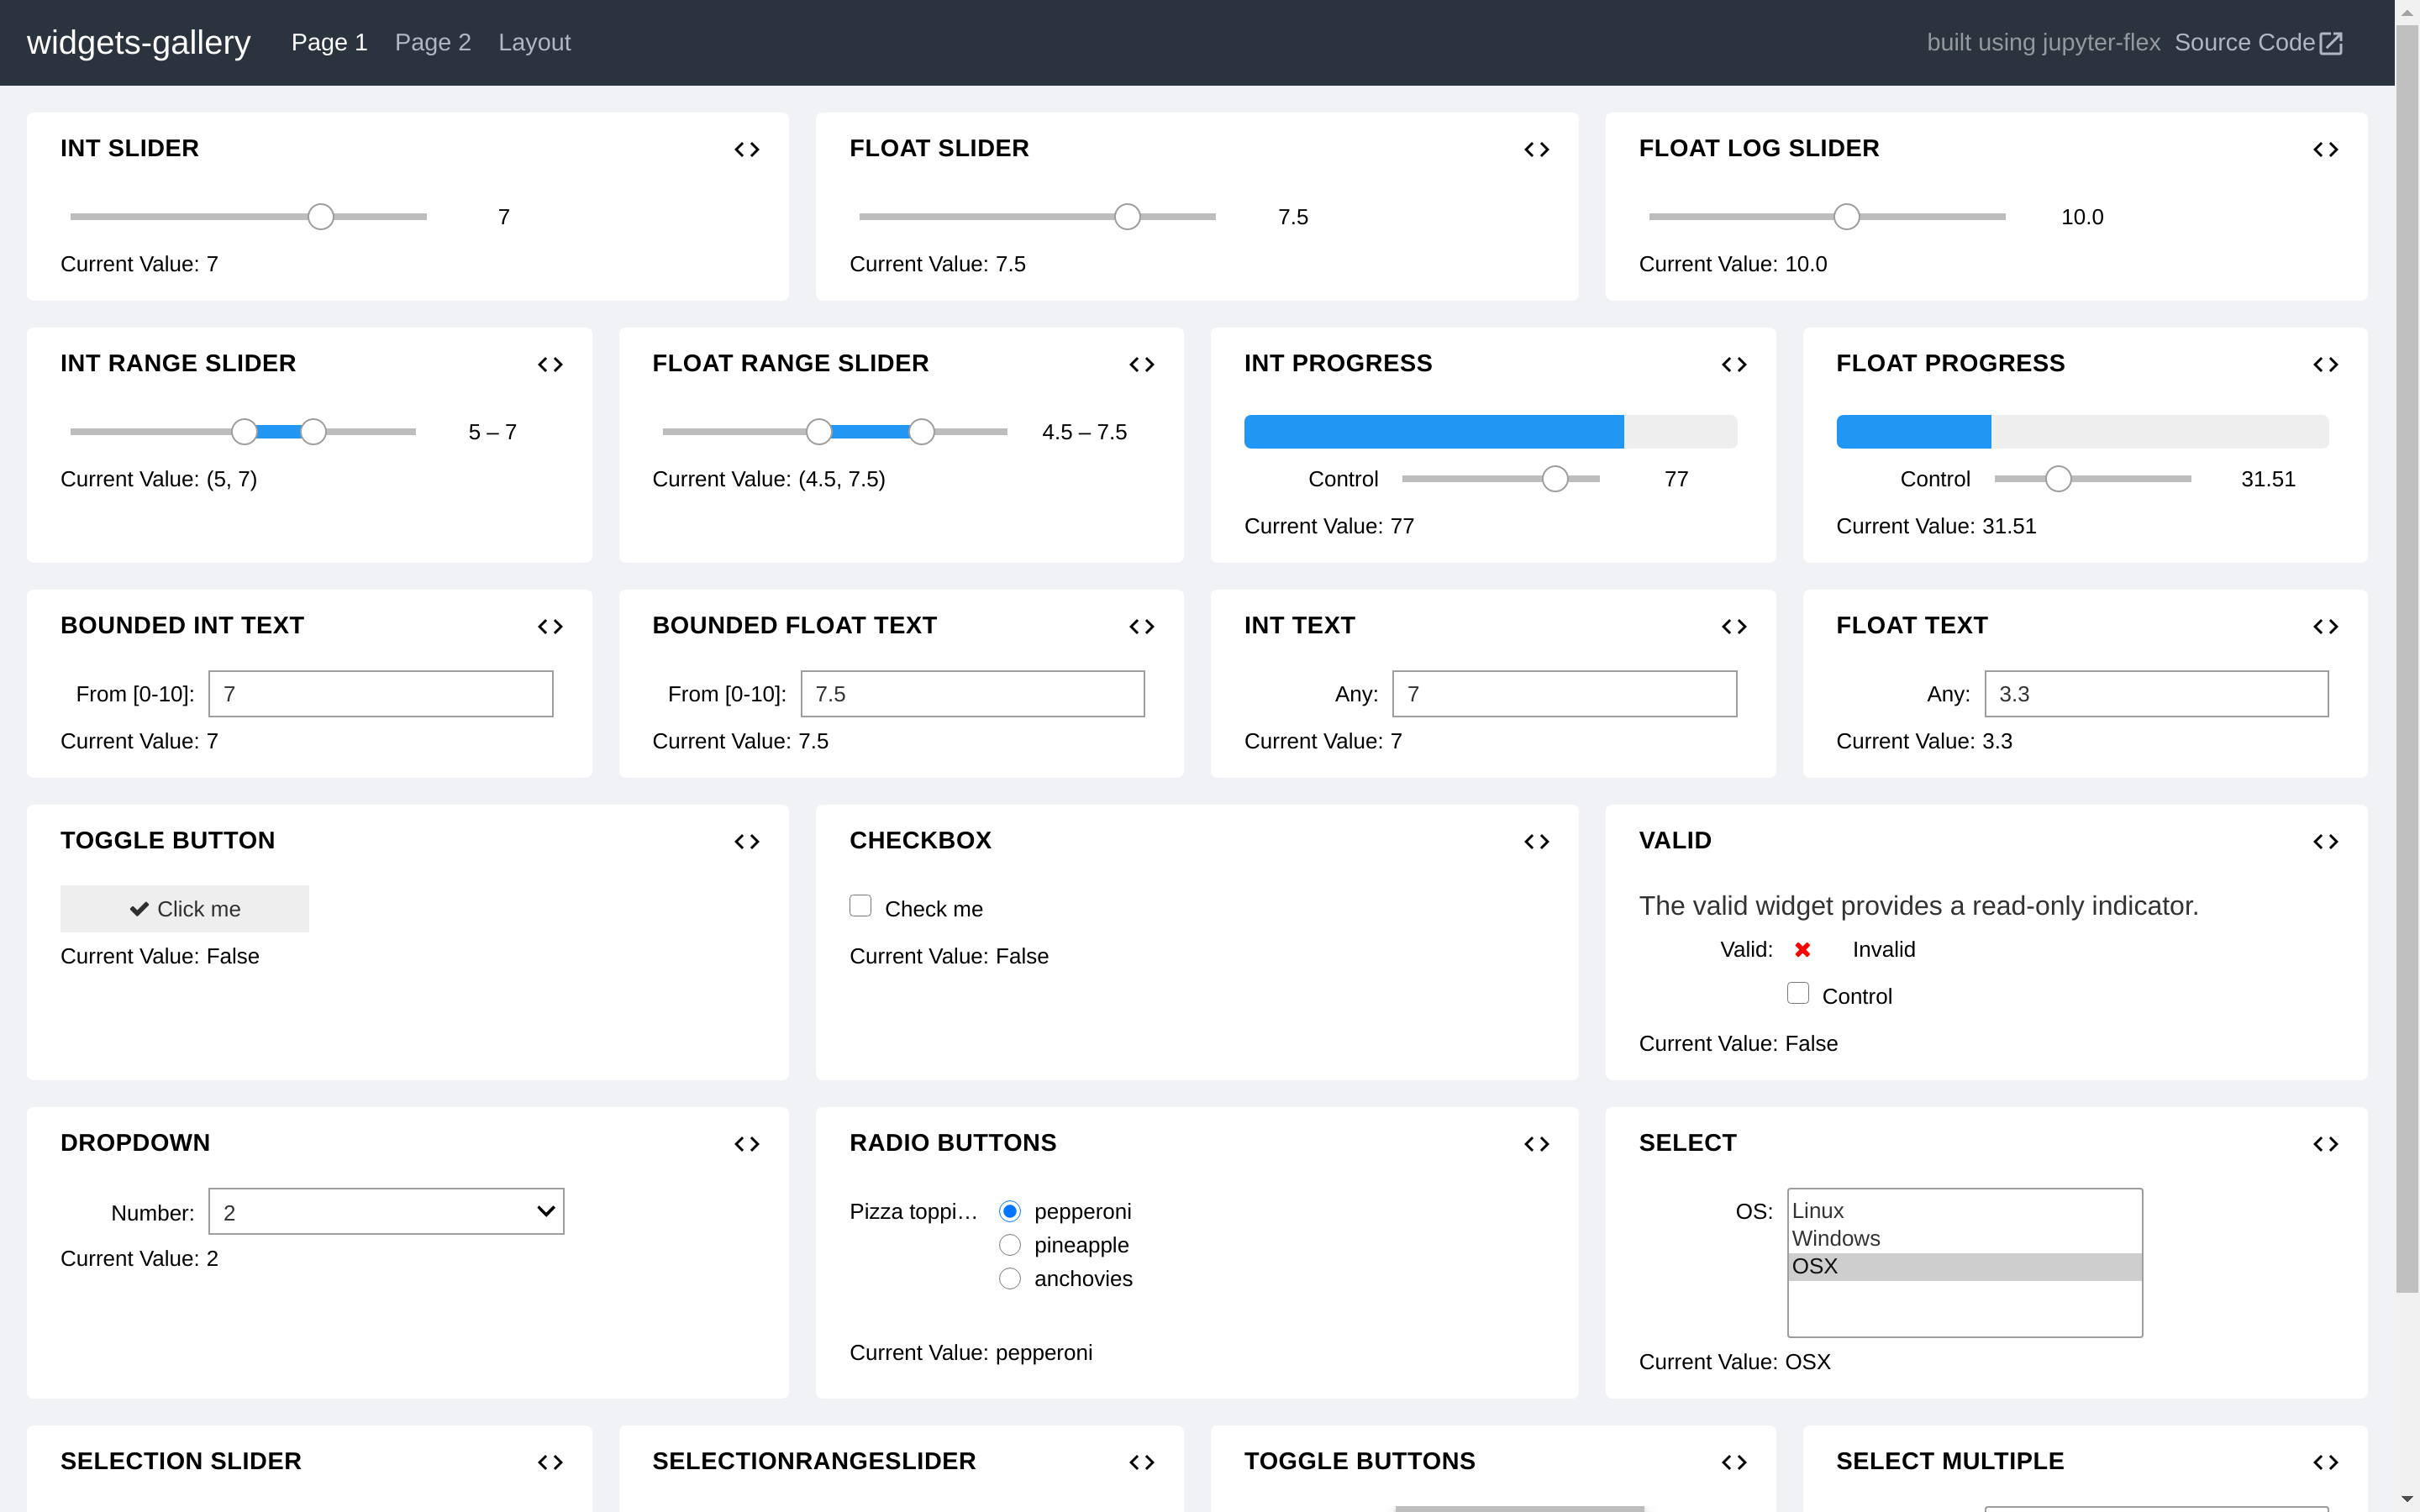 widgets-gallery Page 1 Page 2 Layout built using jupyter-flex Source Code
INT SLIDER
7
Current Value: 7
FLOAT SLIDER
7.5
Current Value: 7.5
FLOAT LOG SLIDER
10.0
Current Value: 10.0
INT RANGE SLIDER
5 – 7
Current Value: (5, 7)
FLOAT RANGE SLIDER
4.5 – 7.5
Current Value: (4.5, 7.5)
INT PROGRESS
Control 77
Current Value: 77
FLOAT PROGRESS
Control 31.51
Current Value: 31.51
BOUNDED INT TEXT
From [0-10]: 7
Current Value: 7
BOUNDED FLOAT TEXT
From [0-10]: 7.5
Current Value: 7.5
INT TEXT
Any: 7
Current Value: 7
FLOAT TEXT
Any: 3.3
Current Value: 3.3
TOGGLE BUTTON
Click me
Current Value: False
CHECKBOX
Check me
Current Value: False
VALID
The valid widget provides a read-only indicator.
Valid: Invalid
Control
Current Value: False
DROPDOWN
Number: 2
Current Value: 2
RADIO BUTTONS
Pizza toppi… pepperoni
pineapple
anchovies
Current Value: pepperoni
SELECT
OS: Linux
Windows
OSX
Current Value: OSX
SELECTION SLIDER
SELECTIONRANGESLIDER
TOGGLE BUTTONS
SELECT MULTIPLE